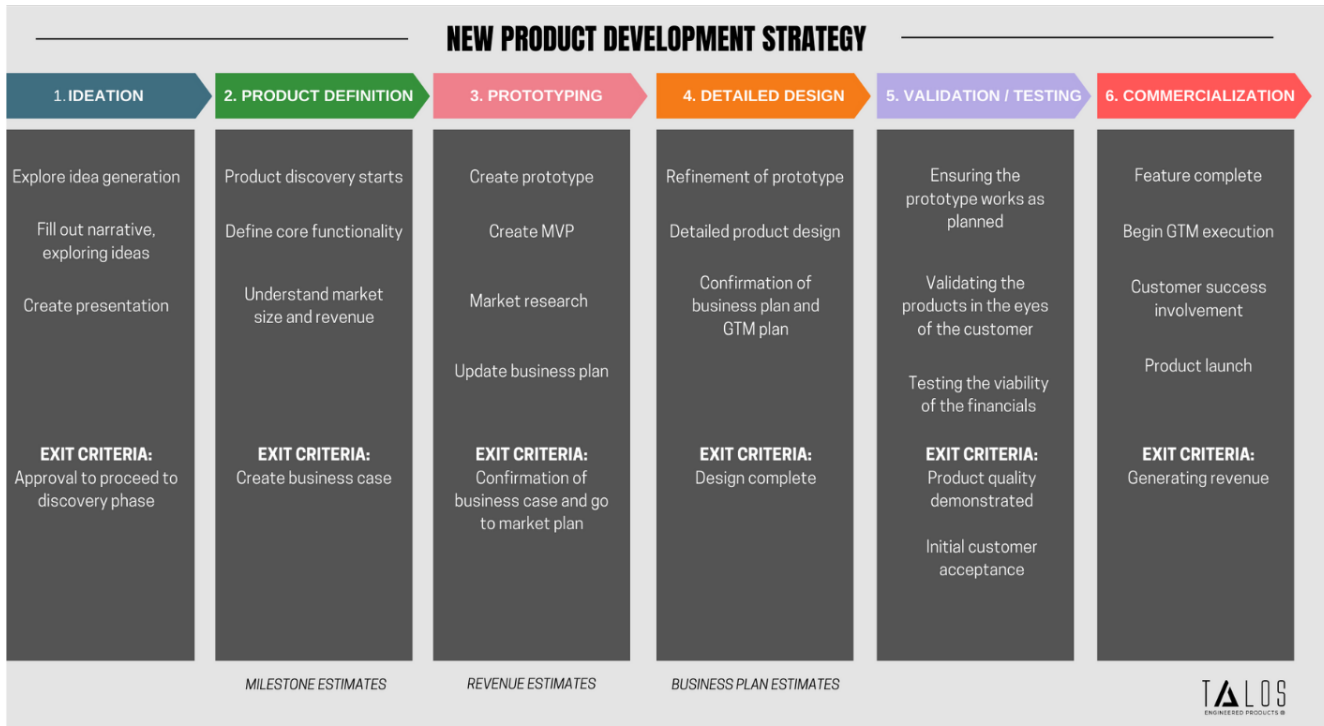 NEW PRODUCT DEVELOPMENT STRATEGY
1. IDEATION
Explore idea generation
Fill out narrative,
exploring ideas
Create presentation
EXIT CRITERIA:
Approval to proceed to
discovery phase
2. PRODUCT DEFINITION
Product discovery starts
Define core functionality
Understand market
size and revenue
EXIT CRITERIA:
Create business case
MILESTONE ESTIMATES
3. PROTOTYPING
Create prototype
Create MVP
Market research
Update business plan
EXIT CRITERIA:
Confirmation of
business case and go
to market plan
REVENUE ESTIMATES
4. DETAILED DESIGN
Refinement of prototype
Detailed product design
Confirmation of
business plan and
GTM plan
EXIT CRITERIA:
Design complete
BUSINESS PLAN ESTIMATES
5. VALIDATION / TESTING
Ensuring the
prototype works as
planned
Validating the
products in the eyes
of the customer
Testing the viability
of the financials
EXIT CRITERIA:
Product quality
demonstrated
Initial customer
acceptance
6. COMMERCIALIZATION
Feature complete
Begin GTM execution
Customer success
involvement
Product launch
EXIT CRITERIA:
Generating revenue
TALOS
ENGINEERED PRODUCTS ®